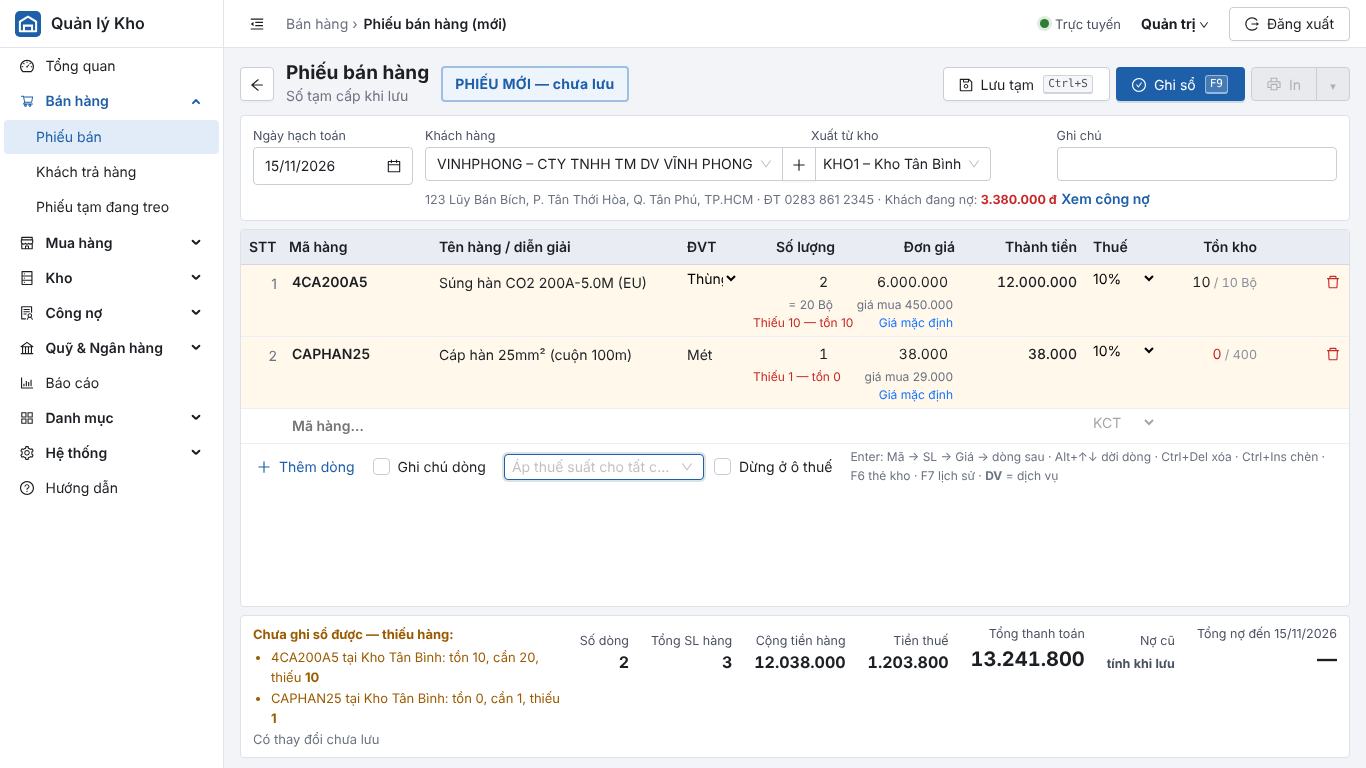 Quản lý Kho
Bán hàng › Phiếu bán hàng (mới)
Trực tuyến
Quản trị
Đăng xuất
Tổng quan
Bán hàng
Phiếu bán
Khách trả hàng
Phiếu tạm đang treo
Mua hàng
Kho
Công nợ
Quỹ & Ngân hàng
Báo cáo
Danh mục
Hệ thống
Hướng dẫn
Phiếu bán hàng
Số tạm cấp khi lưu
PHIẾU MỚI — chưa lưu
Lưu tạm Ctrl+S
Ghi sổ F9
In
Ngày hạch toán
Khách hàng
Xuất từ kho
Ghi chú
15/11/2026
VINHPHONG – CTY TNHH TM DV VĨNH PHONG
KHO1 – Kho Tân Bình
123 Lũy Bán Bích, P. Tân Thới Hòa, Q. Tân Phú, TP.HCM · ĐT 0283 861 2345 · Khách đang nợ: 3.380.000 đ Xem công nợ
STT Mã hàng Tên hàng / diễn giải ĐVT Số lượng Đơn giá Thành tiền Thuế Tồn kho
1 4CA200A5 Súng hàn CO2 200A-5.0M (EU) Thùng 2 6.000.000 12.000.000 10% 10 / 10 Bộ
= 20 Bộ giá mua 450.000
Thiếu 10 — tồn 10 Giá mặc định
2 CAPHAN25 Cáp hàn 25mm² (cuộn 100m) Mét 1 38.000 38.000 10% 0 / 400
Thiếu 1 — tồn 0 giá mua 29.000
Giá mặc định
Mã hàng... KCT
Thêm dòng
Ghi chú dòng
Áp thuế suất cho tất c...
Dừng ở ô thuế
Enter: Mã → SL → Giá → dòng sau · Alt+↑↓ dời dòng · Ctrl+Del xóa · Ctrl+Ins chèn ·
F6 thẻ kho · F7 lịch sử · DV = dịch vụ
Chưa ghi sổ được — thiếu hàng:
• 4CA200A5 tại Kho Tân Bình: tồn 10, cần 20,
thiếu 10
• CAPHAN25 tại Kho Tân Bình: tồn 0, cần 1, thiếu
1
Có thay đổi chưa lưu
Số dòng
2
Tổng SL hàng
3
Cộng tiền hàng
12.038.000
Tiền thuế
1.203.800
Tổng thanh toán
13.241.800
Nợ cũ
tính khi lưu
Tổng nợ đến 15/11/2026
—